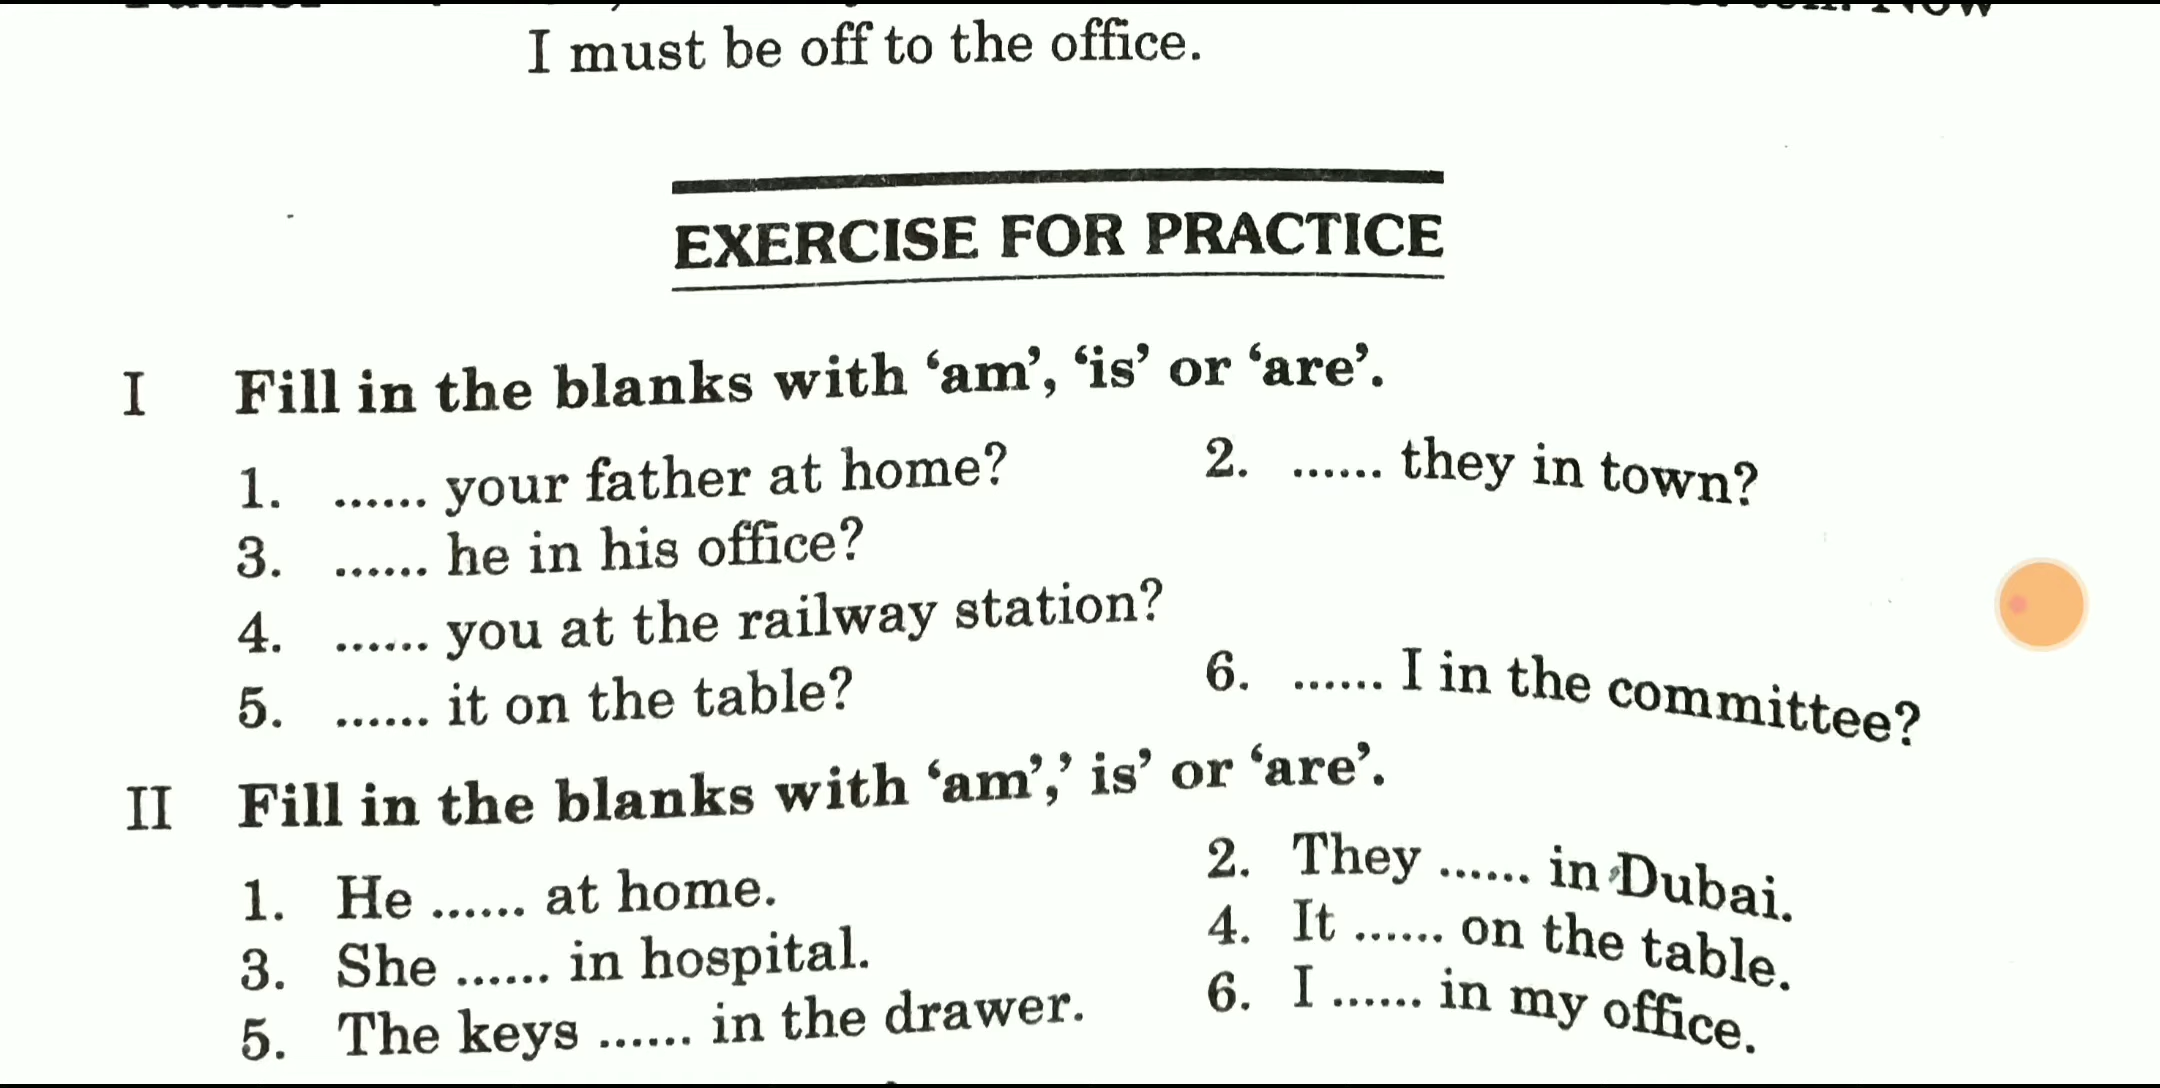 I must be off to the office.
EXERCISE FOR PRACTICE
I Fill in the blanks with ‘am’, ‘is’ or ‘are’.
1. ...... your father at home? 2. ...... they in town?
3. ...... he in his office?
4. ...... you at the railway station?
5. ...... it on the table? 6. ...... I in the committee?
II Fill in the blanks with ‘am’,’ is’ or ‘are’.
1. He ...... at home. 2. They ...... in Dubai.
3. She ...... in hospital. 4. It ...... on the table.
5. The keys ...... in the drawer. 6. I ...... in my office.